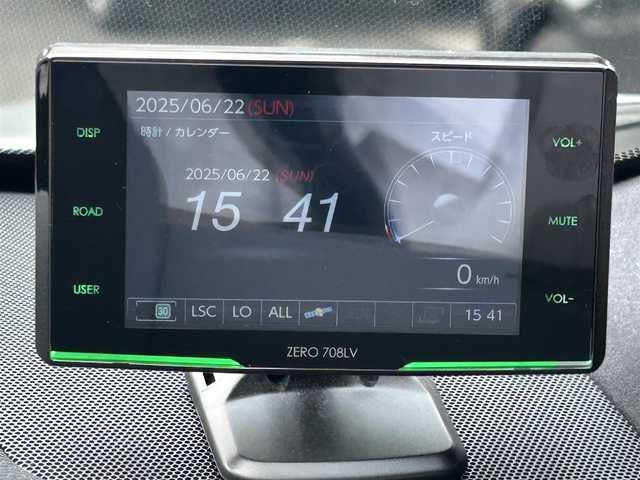 2025/06/22(SUN)
時計 / カレンダー
スピード
2025/06/22 (SUN)
15 41
0 km/h
30 LSC LO ALL 15 41
DISP
ROAD
USER
VOL+
MUTE
VOL-
ZERO 708LV